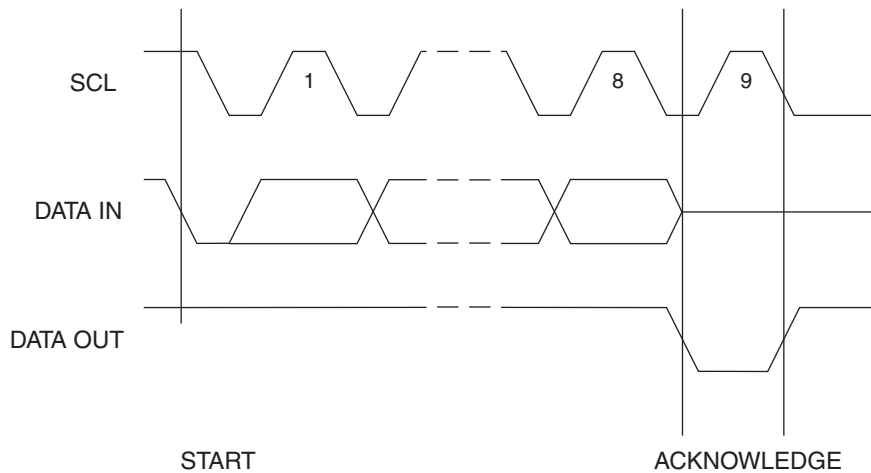 SCL
1
8
9
DATA IN
DATA OUT
START
ACKNOWLEDGE